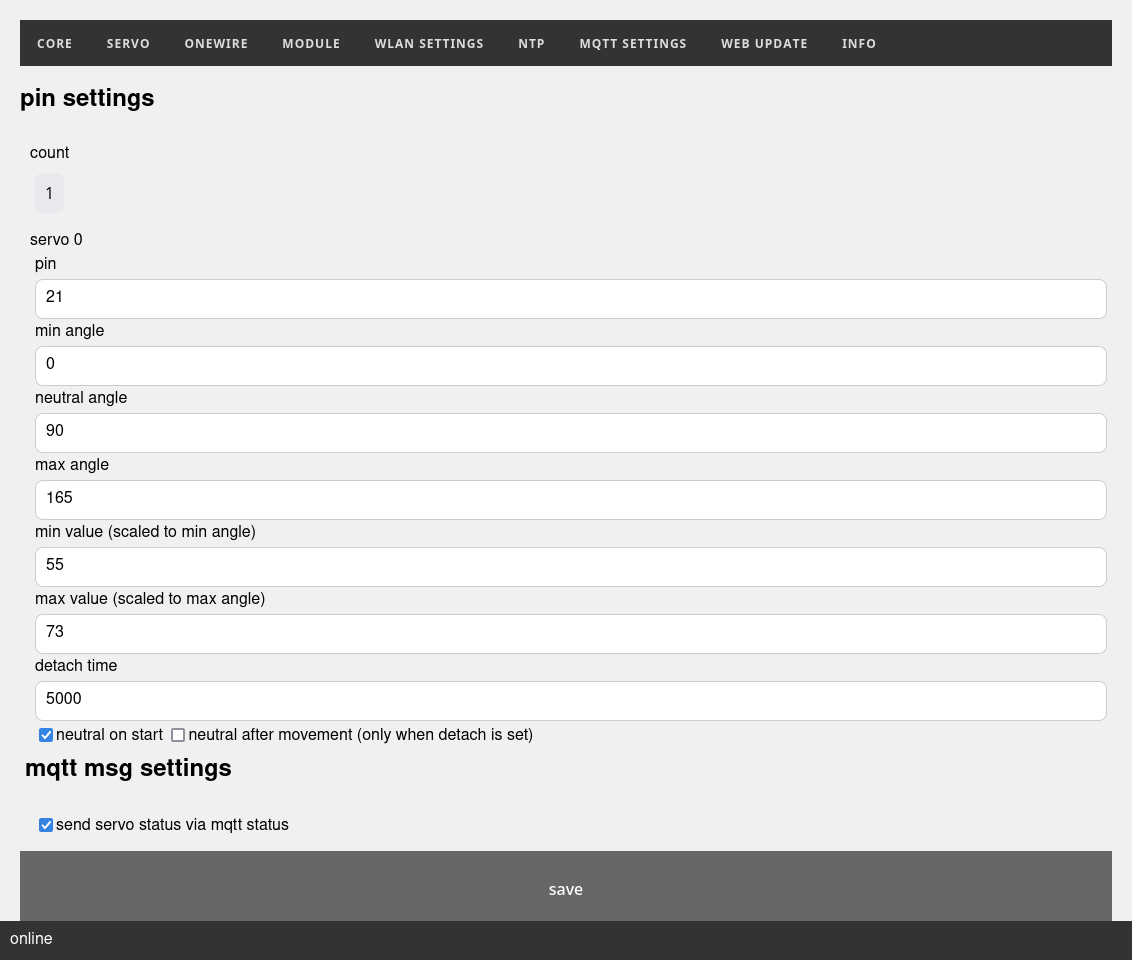 CORE SERVO ONEWIRE MODULE WLAN SETTINGS NTP MQTT SETTINGS WEB UPDATE INFO
pin settings
count
1
servo 0
pin
21
min angle
0
neutral angle
90
max angle
165
min value (scaled to min angle)
55
max value (scaled to max angle)
73
detach time
5000
neutral on start neutral after movement (only when detach is set)
mqtt msg settings
send servo status via mqtt status
save
online